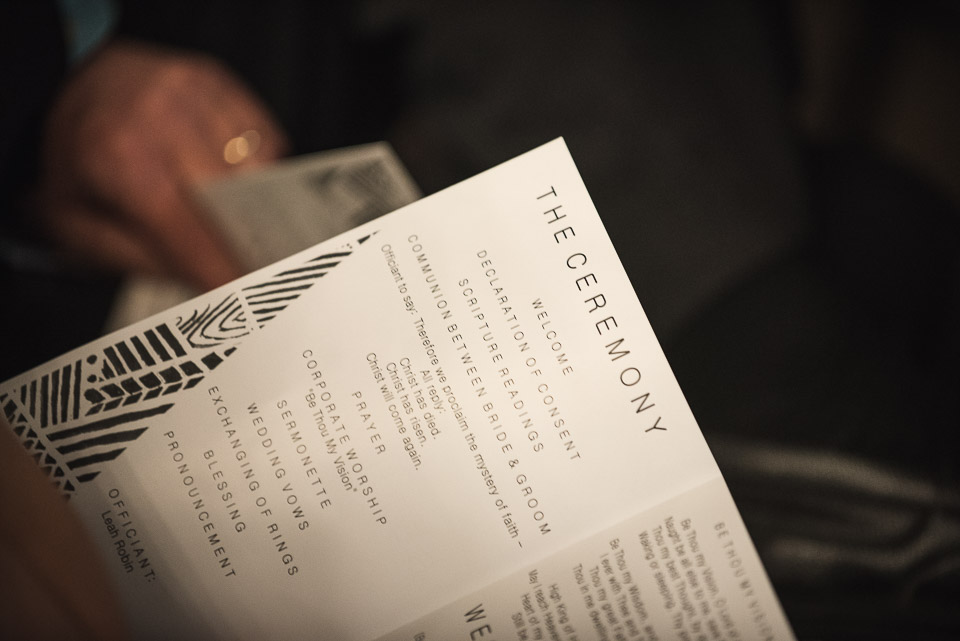 THE CEREMONY
WELCOME
DECLARATION OF CONSENT
SCRIPTURE READINGS
COMMUNION BETWEEN BRIDE & GROOM
Officiant to say: Therefore we proclaim the mystery of faith –
All reply:
Christ has died.
Christ has risen.
Christ will come again.
PRAYER
CORPORATE WORSHIP
"Be Thou My Vision"
SERMONETTE
WEDDING VOWS
EXCHANGING OF RINGS
BLESSING
PRONOUNCEMENT
OFFICIANT:
Leah Robin
BE THOU MY
Be Thou my Vision, O
Naught be all else to me
Thou my best Thought, by
Waking or sleeping, Thy
Be Thou my Wisdom, and
I ever with Thee and
Thou my great
Thou in me
High King of
May I reach
Heart of my
Still be
WE